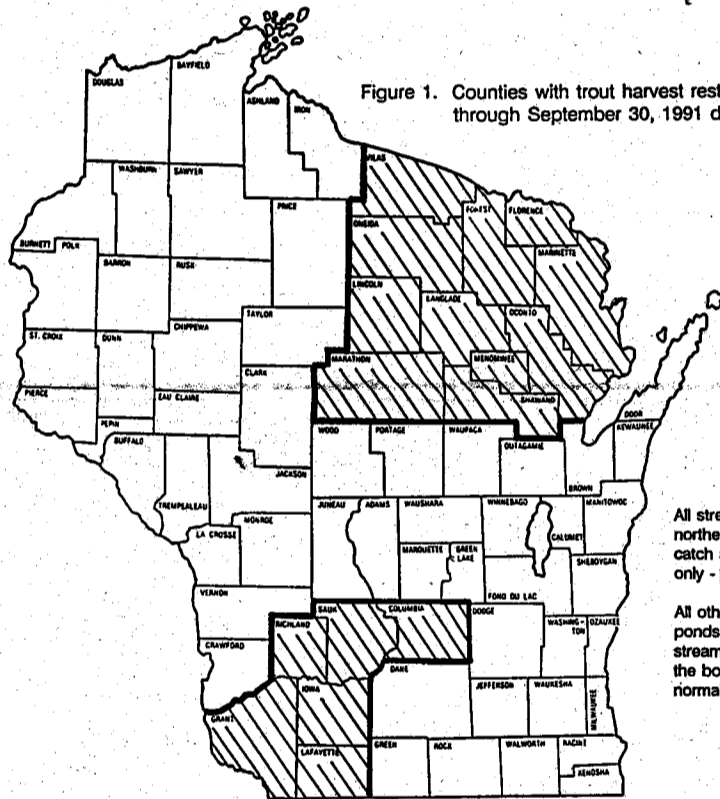 Figure 1. Counties with trout harvest rest
through September 30, 1991 d
BAYFIELD
DOUGLAS
ASHLAND
IRON
VILAS
WASHBURN
SAWYER
FOREST
FLORENCE
PRICE
ONEIDA
BURNETT
POLK
MARINETTE
BARRON
RUSK
LINCOLN
LANGLADE
TAYLOR
OCONTO
CHIPPEWA
ST. CROIX
DUNN
MARATHON
MENOMINEE
CLARK
PIERCE
EAU CLAIRE
SHAWANO
DOOR
PEPIN
KEWAUNEE
BUFFALO
WOOD
PORTAGE
WAUPACA
OUTAGAMIE
JACKSON
BROWN
TREMPEALEAU
JUNEAU
ADAMS
WAUSHARA
WINNEBAGO
MANITOWOC
MONROE
LA CROSSE
CALUMET
MARQUETTE
GREEN
LAKE
SHEBOYGAN
VERNON
FOND DU LAC
SAUK
COLUMBIA
DODGE
RICHLAND
WASHING-
TON
OZAUKEE
CRAWFORD
DANE
IOWA
JEFFERSON
WAUKESHA
MILWAUKEE
GRANT
LAFAYETTE
GREEN
ROCK
WALWORTH
RACINE
KENOSHA
All stre
northe
catch
only -
All oth
ponds
stream
the bo
norma